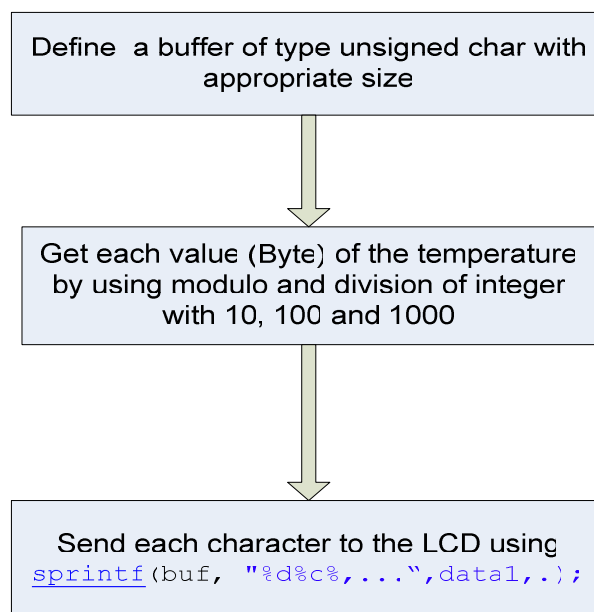 Define a buffer of type unsigned char with
appropriate size
Get each value (Byte) of the temperature
by using modulo and division of integer
with 10, 100 and 1000
Send each character to the LCD using
sprintf(buf, "%d%c%,...“,data1,.);